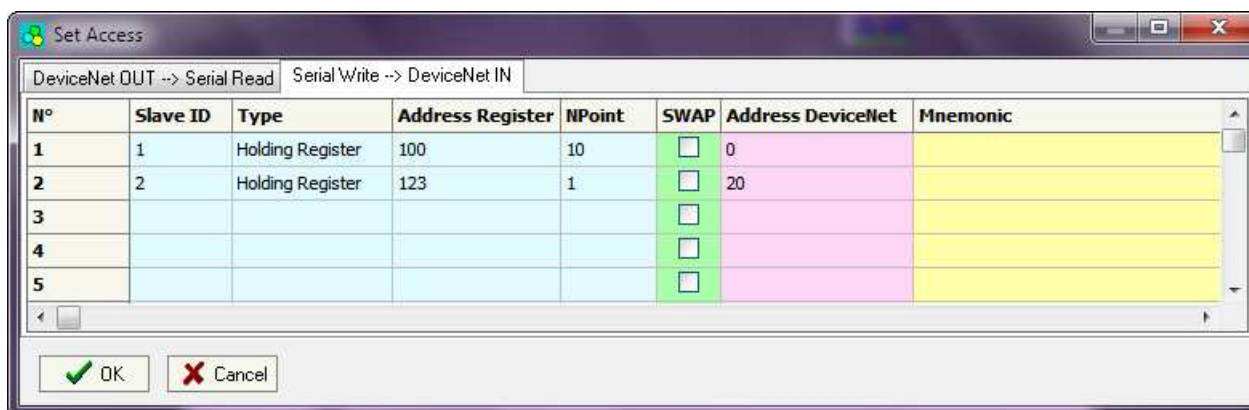 Set Access
DeviceNet OUT --> Serial Read Serial Write --> DeviceNet IN
N° Slave ID Type Address Register NPoint SWAP Address DeviceNet Mnemonic
1 1 Holding Register 100 10 0
2 2 Holding Register 123 1 20
3
4
5
OK Cancel